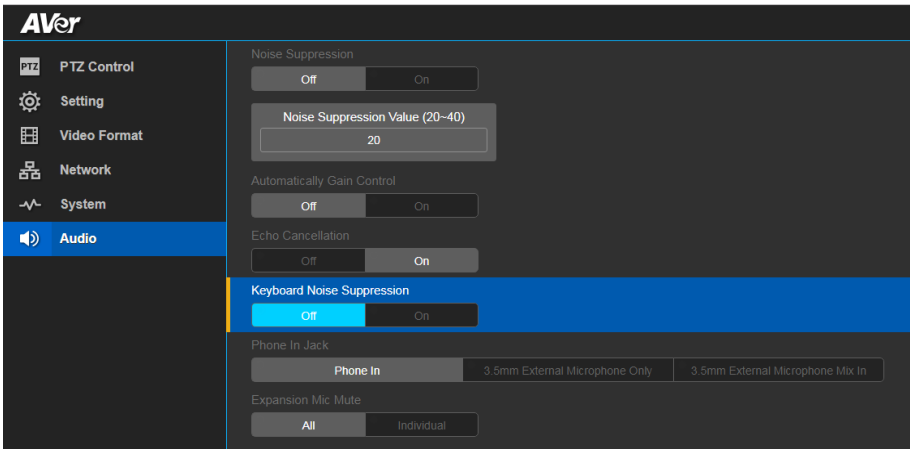 AVer
PTZ PTZ Control
Setting
Video Format
Network
System
Audio
Noise Suppression
Off On
Noise Suppression Value (20~40)
20
Automatically Gain Control
Off On
Echo Cancellation
Off On
Keyboard Noise Suppression
Off On
Phone In Jack
Phone In 3.5mm External Microphone Only 3.5mm External Microphone Mix In
Expansion Mic Mute
All Individual